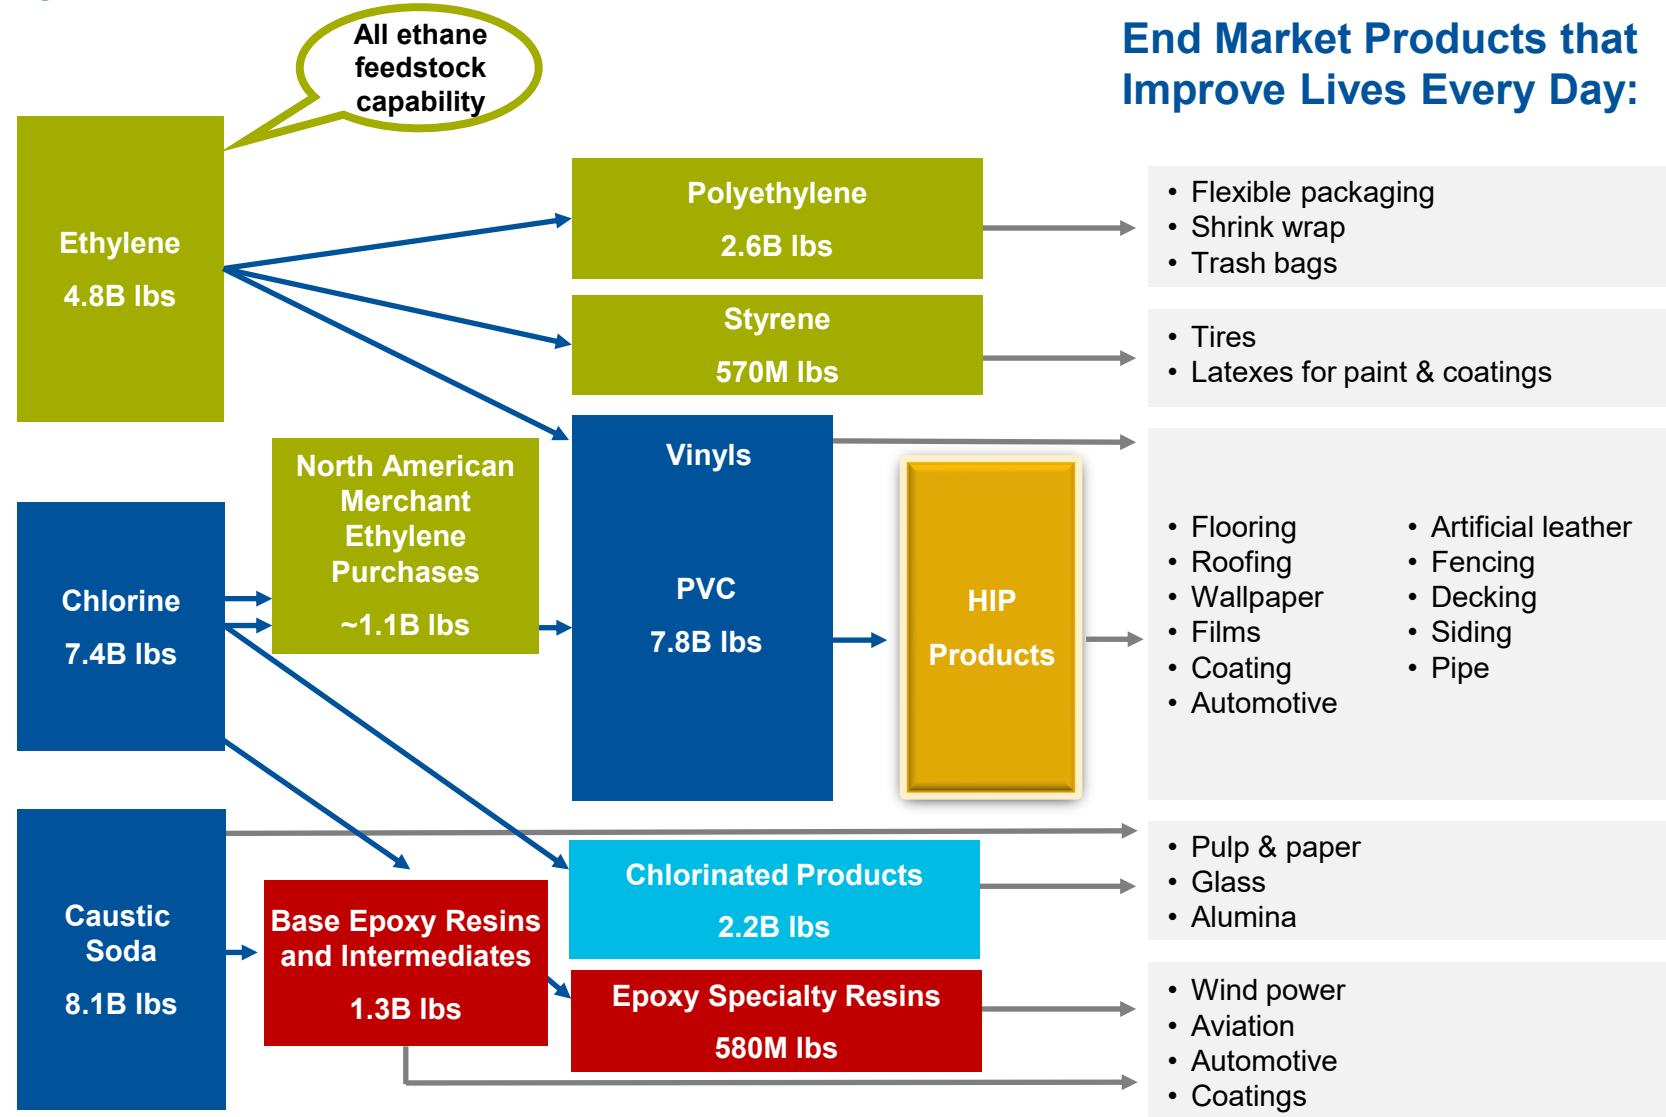 All ethane
feedstock
capability
End Market Products that
Improve Lives Every Day:
Ethylene
4.8B lbs
Polyethylene
2.6B lbs
• Flexible packaging
• Shrink wrap
• Trash bags
Styrene
570M lbs
• Tires
• Latexes for paint & coatings
North American
Merchant
Ethylene
Purchases
~1.1B lbs
Vinyls
PVC
7.8B lbs
HIP
Products
• Flooring
• Roofing
• Wallpaper
• Films
• Coating
• Automotive
• Artificial leather
• Fencing
• Decking
• Siding
• Pipe
Chlorine
7.4B lbs
Caustic
Soda
8.1B lbs
Base Epoxy Resins
and Intermediates
1.3B lbs
Chlorinated Products
2.2B lbs
• Pulp & paper
• Glass
• Alumina
Epoxy Specialty Resins
580M lbs
• Wind power
• Aviation
• Automotive
• Coatings